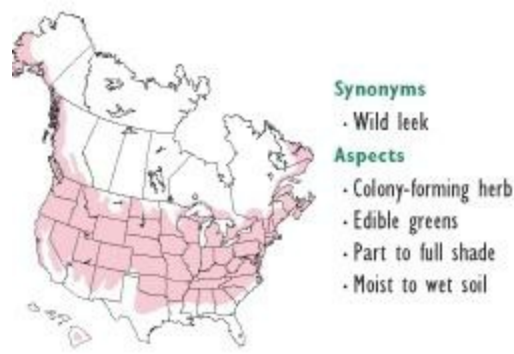 Synonyms
· Wild leek
Aspects
· Colony-forming herb
· Edible greens
· Part to full shade
· Moist to wet soil